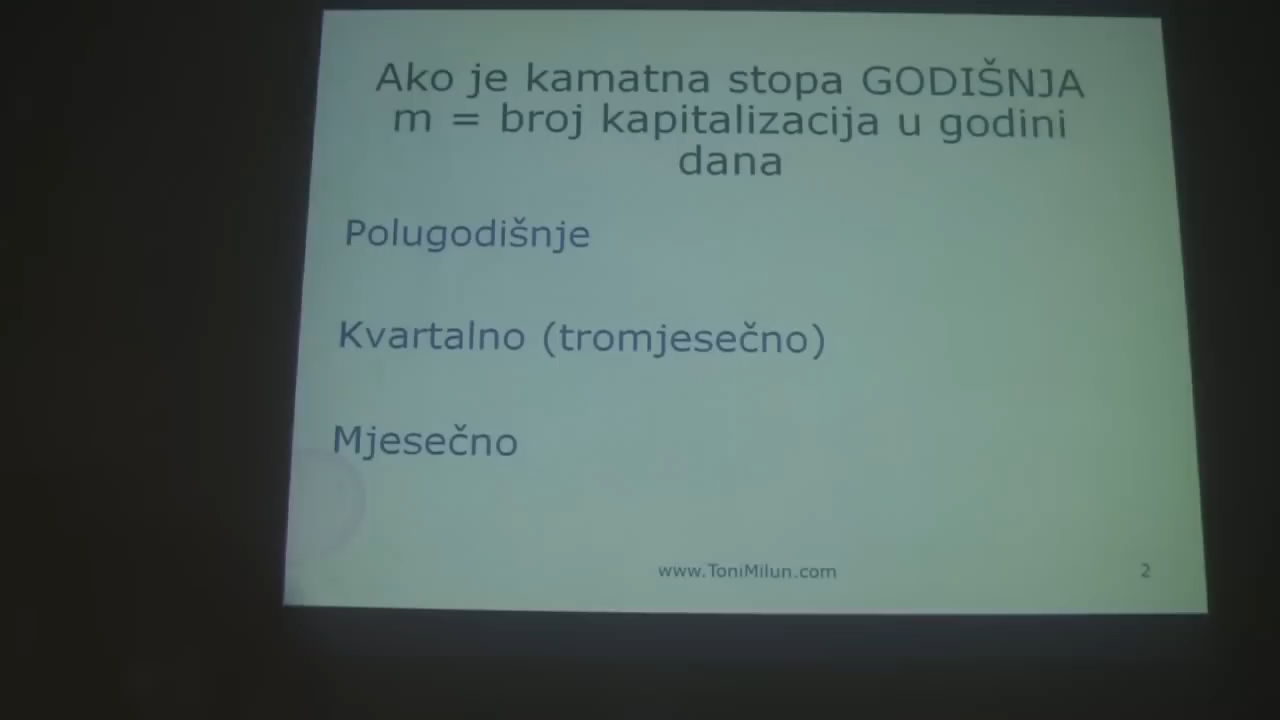 Ako je kamatna stopa GODIŠNJA
m = broj kapitalizacija u godini
dana
Polugodišnje
Kvartalno (tromjesečno)
Mjesečno
www.ToniMilun.com
2